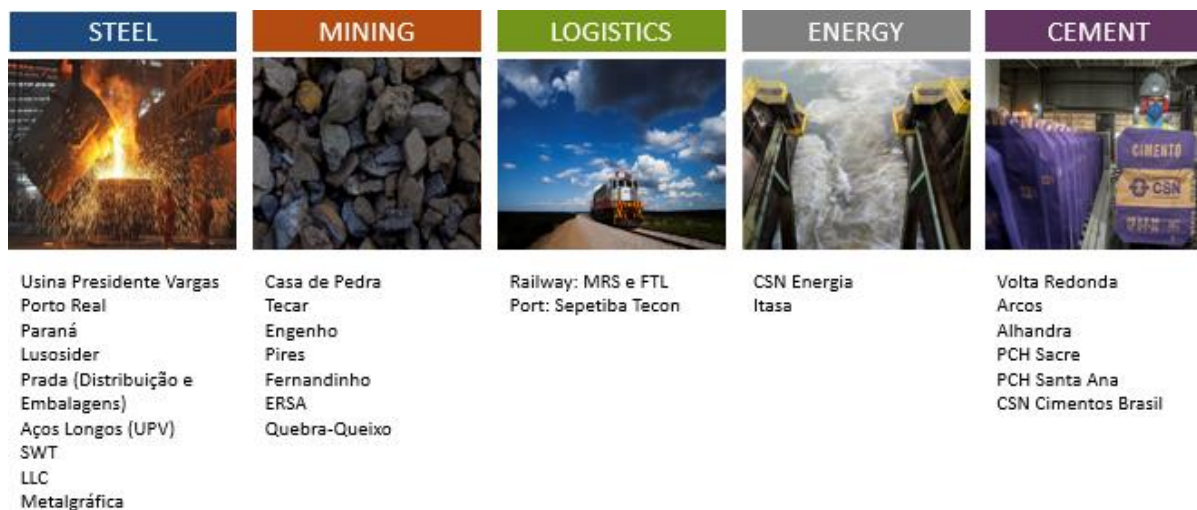 STEEL
MINING
LOGISTICS
ENERGY
CEMENT
CIMENTO
CSN
Usina Presidente Vargas
Porto Real
Paraná
Lusosider
Prada (Distribuição e
Embalagens)
Aços Longos (UPV)
SWT
LLC
Metalgráfica
Casa de Pedra
Tecar
Engenho
Pires
Fernandinho
ERSA
Quebra-Queixo
Railway: MRS e FTL
Port: Sepetiba Tecon
CSN Energia
Itasa
Volta Redonda
Arcos
Alhandra
PCH Sacre
PCH Santa Ana
CSN Cimentos Brasil